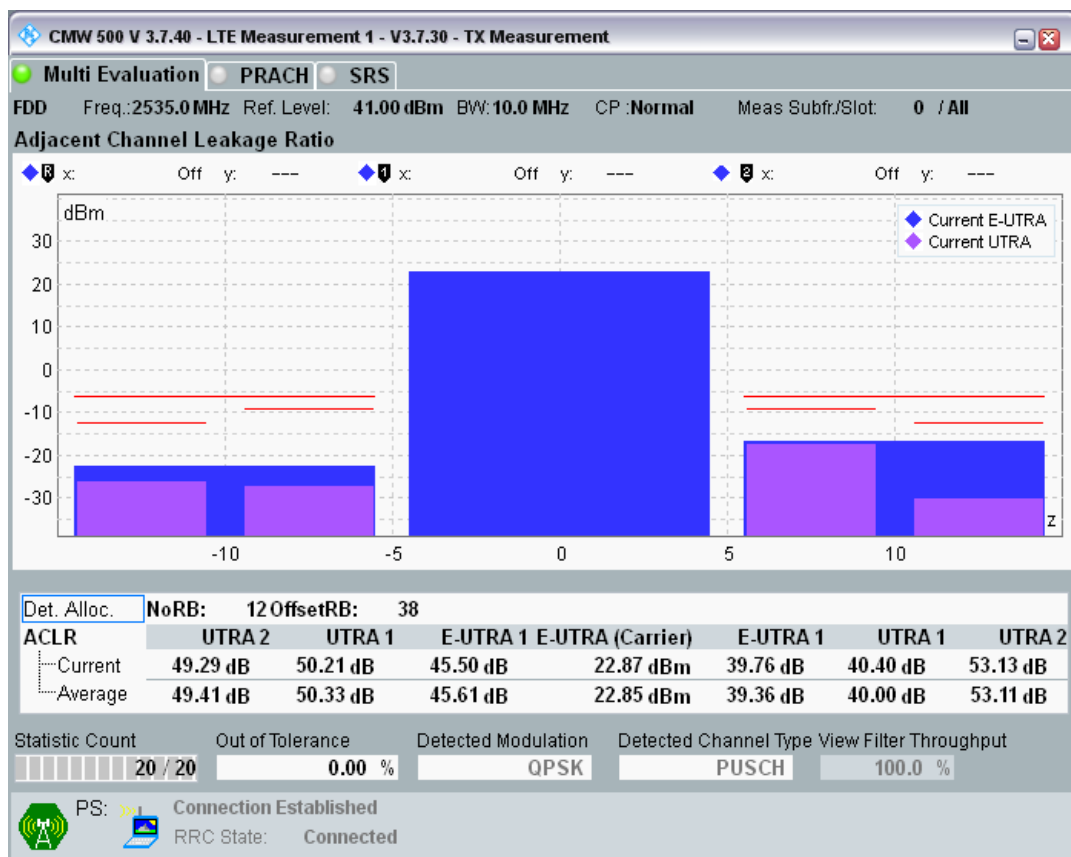 CMW 500 V 3.7.40 - LTE Measurement 1 - V3.7.30 - TX Measurement
Multi Evaluation PRACH SRS
FDD Freq.:2535.0 MHz Ref. Level: 41.00 dBm BW: 10.0 MHz CP :Normal Meas Subfr./Slot: 0 / All
Adjacent Channel Leakage Ratio
R x: Off y: --- 1 x: Off y: --- 2 x: Off y: ---
dBm
Current E-UTRA
Current UTRA
30
20
10
0
-10
-20
-30
z
-10 -5 0 5 10
Det. Alloc. NoRB: 12 OffsetRB: 38
ACLR UTRA 2 UTRA 1 E-UTRA 1 E-UTRA (Carrier) E-UTRA 1 UTRA 1 UTRA 2
Current 49.29 dB 50.21 dB 45.50 dB 22.87 dBm 39.76 dB 40.40 dB 53.13 dB
Average 49.41 dB 50.33 dB 45.61 dB 22.85 dBm 39.36 dB 40.00 dB 53.11 dB
Statistic Count Out of Tolerance Detected Modulation Detected Channel Type View Filter Throughput
20 / 20 0.00 % QPSK PUSCH 100.0 %
PS: Connection Established
RRC State: Connected